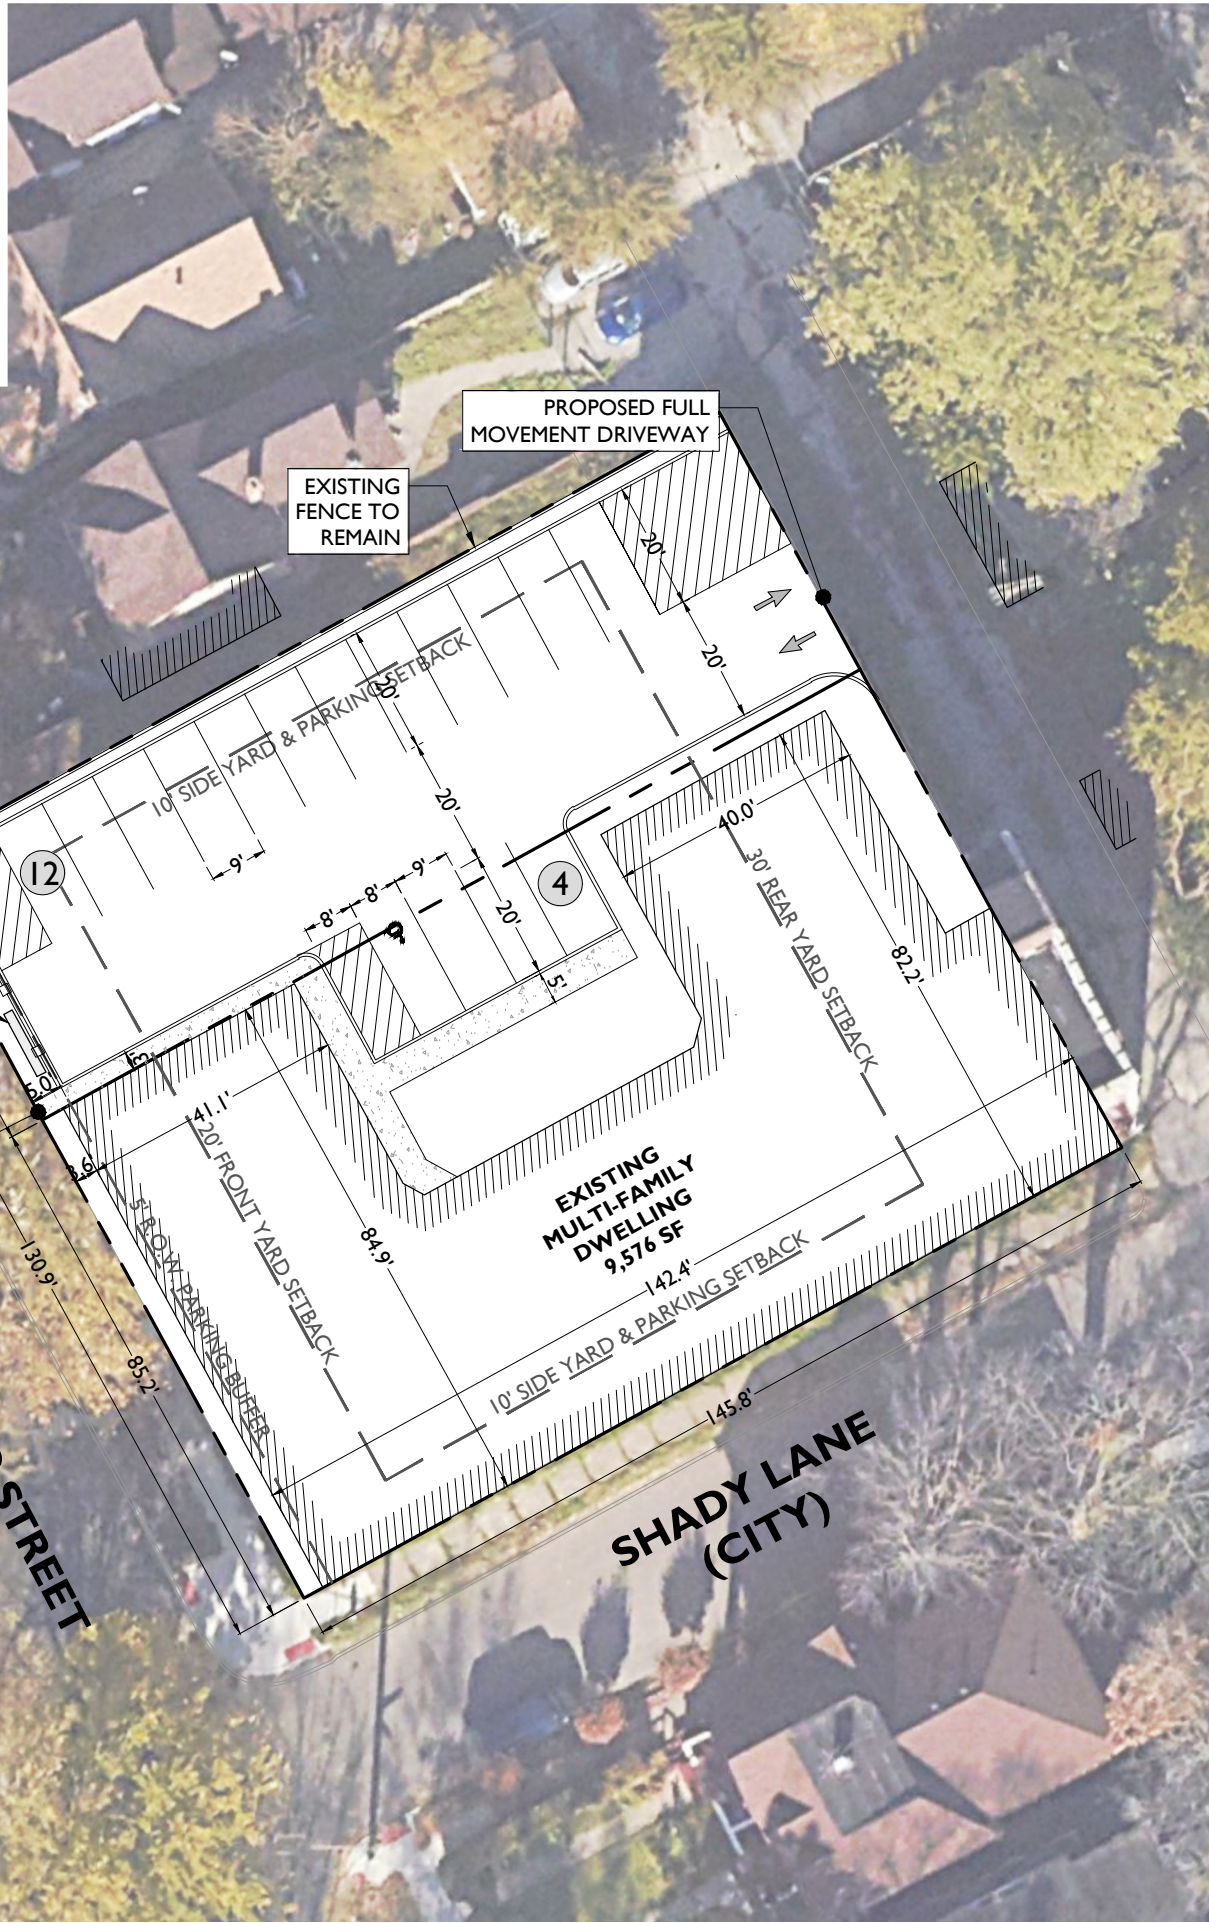 PROPOSED FULL
MOVEMENT DRIVEWAY
EXISTING
FENCE TO
REMAIN
20'
20'
20'
10' SIDE YARD & PARKING SETBACK
20'
9'
12
4
8'
8'
9'
20'
5'
40.0'
30' REAR YARD SETBACK
82.2'
3'
5.0'
41.1'
3.6'
20' FRONT YARD SETBACK
5' R.O.W. PARKING BUFFER
84.9'
EXISTING
MULTI-FAMILY
DWELLING
9,576 SF
142.4'
10' SIDE YARD & PARKING SETBACK
130.9'
85.2'
145.8'
SHADY LANE
(CITY)
STREET